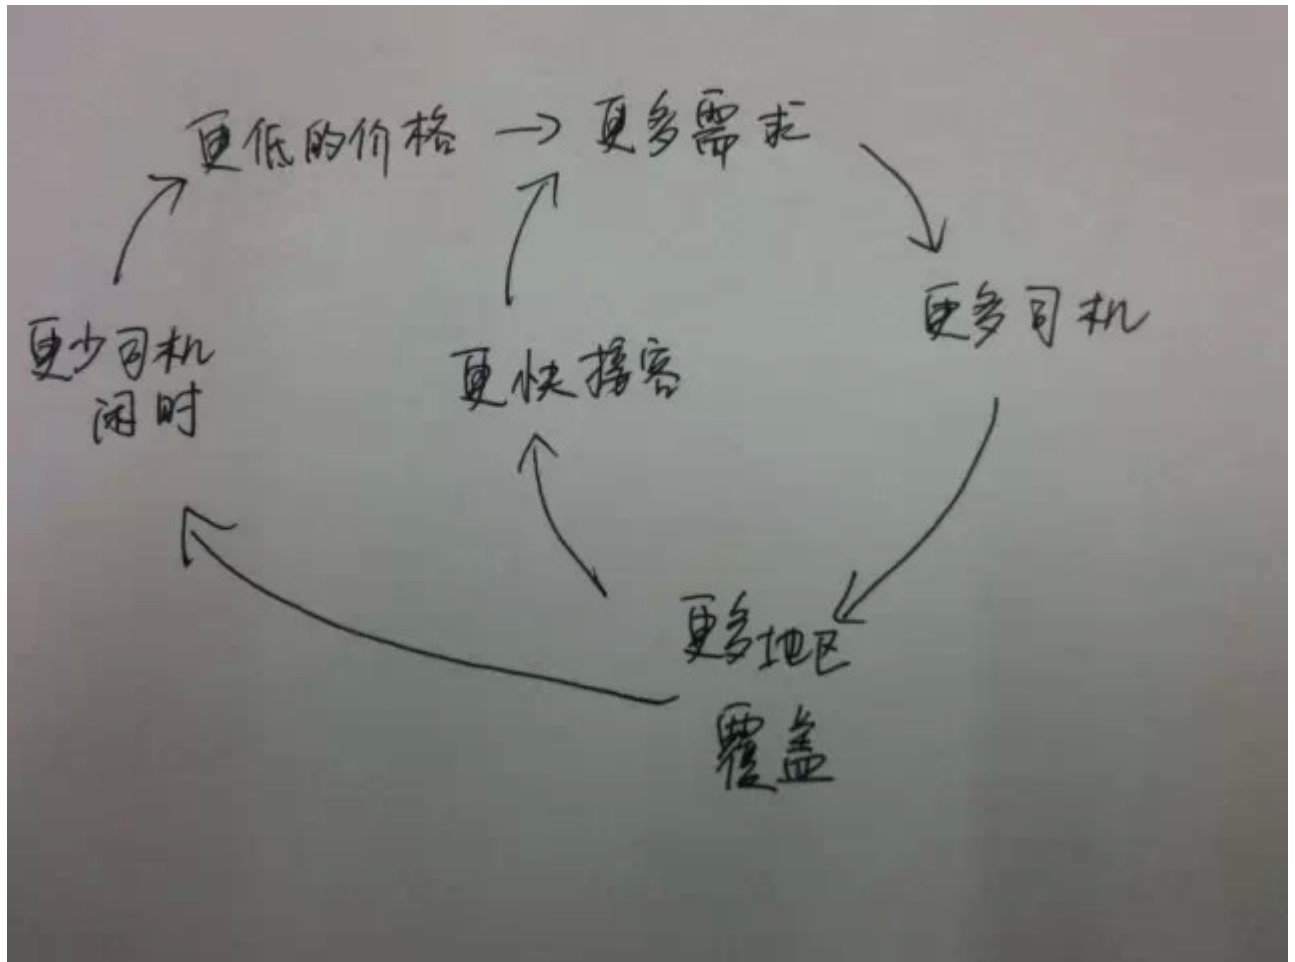 更低的价格 → 更多需求
更多司机
更少司机
闲时
更快接客
更多地区
覆盖